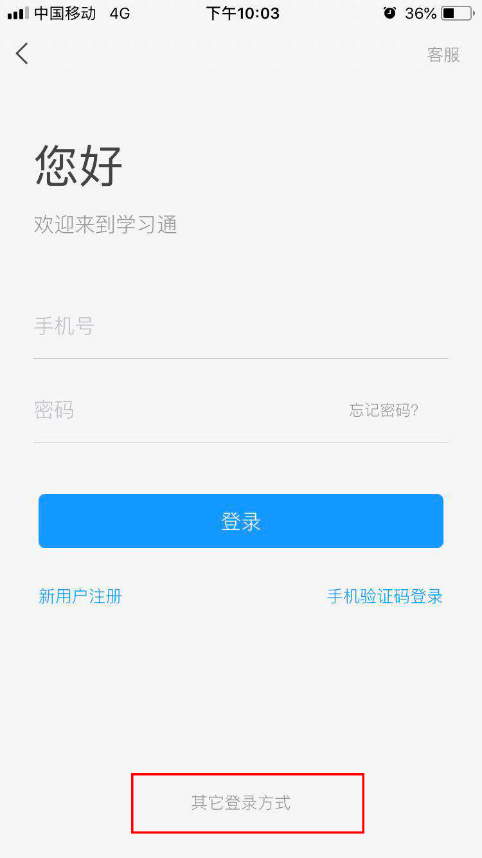 中国移动 4G 下午10:03 36%
客服
您好
欢迎来到学习通
手机号
密码 忘记密码?
登录
新用户注册 手机验证码登录
其它登录方式